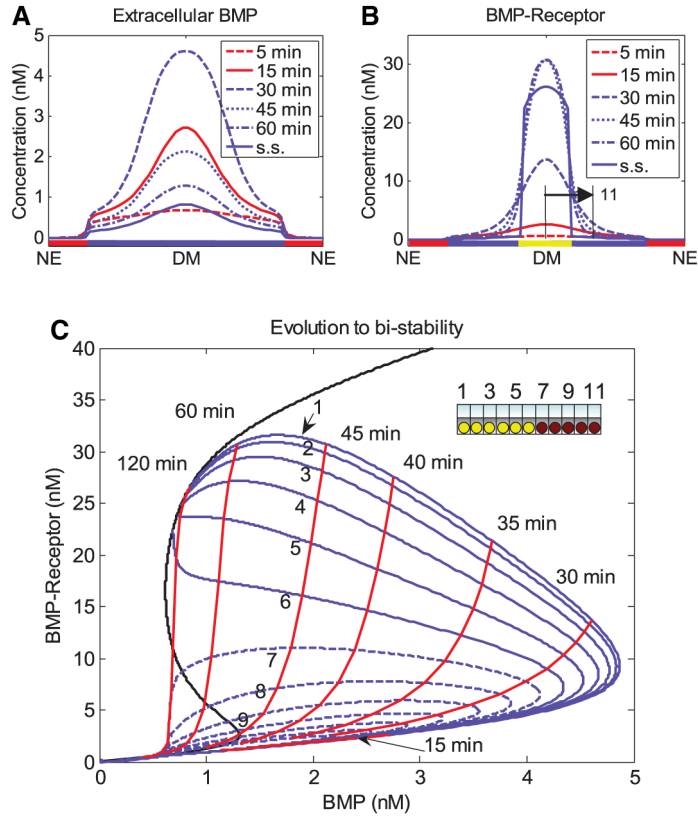 A Extracellular BMP
Concentration (nM)
5
4
3
2
1
0
5 min
15 min
30 min
45 min
60 min
s.s.
NE DM NE
B BMP-Receptor
Concentration (nM)
30
20
10
0
5 min
15 min
30 min
45 min
60 min
s.s.
11
NE DM NE
C Evolution to bi-stability
BMP-Receptor (nM)
40
35
30
25
20
15
10
5
0
1 3 5 7 9 11
60 min
1
45 min
2
120 min
3
40 min
4
35 min
5
30 min
6
7
8
9
15 min
0 1 2 3 4 5
BMP (nM)